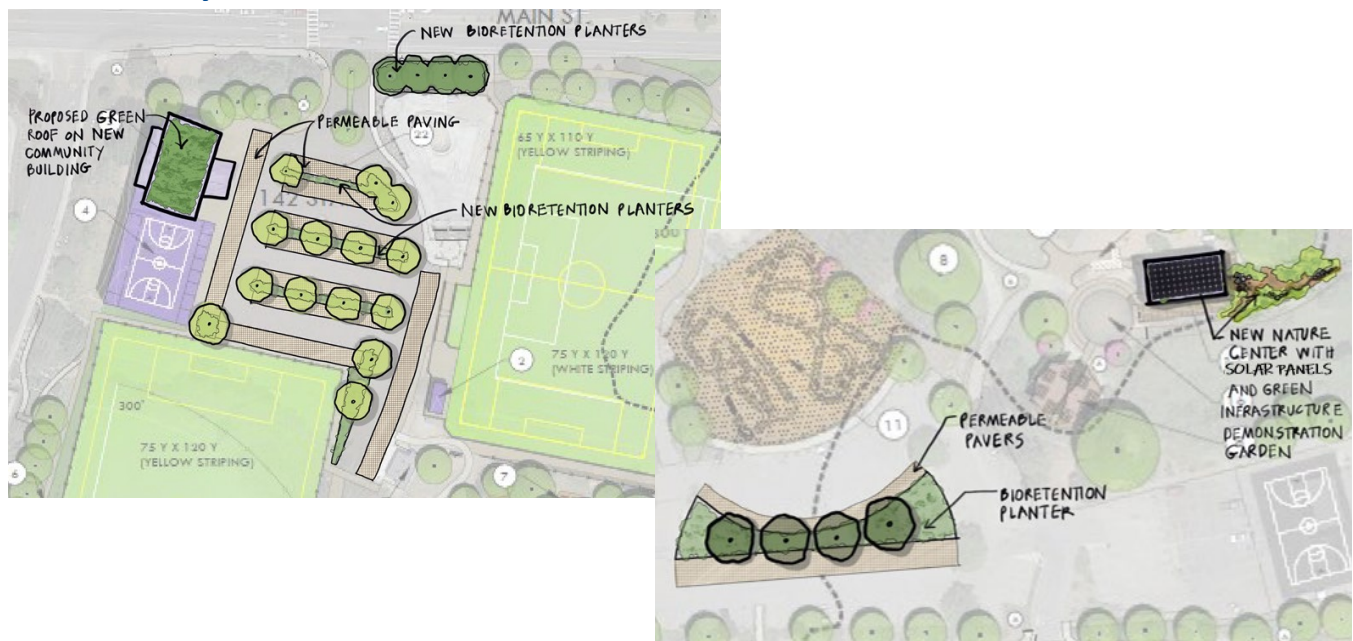 MAIN ST.
NEW BIORETENTION PLANTERS
PROPOSED GREEN
ROOF ON NEW
COMMUNITY
BUILDING
PERMEABLE PAVING
22
65 Y X 110 Y
(YELLOW STRIPING)
4
NEW BIORETENTION PLANTERS
2
75 Y X 120 Y
(WHITE STRIPING)
300'
75 Y X 120 Y
(YELLOW STRIPING)
6
7
8
NEW NATURE
CENTER WITH
SOLAR PANELS
AND GREEN
INFRASTRUCTURE
DEMONSTRATION
GARDEN
11
PERMEABLE
PAVERS
BIORETENTION
PLANTER